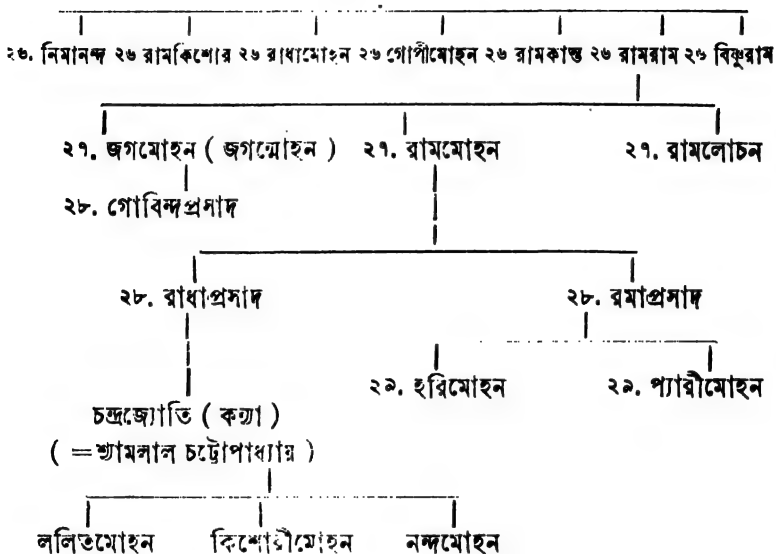 ২৬. নিমানন্দ ২৬ রামকিশোর ২৬ রাধামোহন ২৬ গোপীমোহন ২৬ রামকান্ত ২৬ রামরাম ২৬ বিষ্ণুরাম
২৭. জগমোহন ( জগন্মোহন ) ২৭. রামমোহন ২৭. রামলোচন
২৮. গোবিন্দপ্রসাদ
২৮. রাধাপ্রসাদ ২৮. রমাপ্রসাদ
২৯. হরিমোহন ২৯. প্যারীমোহন
চন্দ্রজ্যোতি ( কন্যা )
( =শ্যামলাল চট্টোপাধ্যায় )
ললিতমোহন কিশোরীমোহন নন্দমোহন